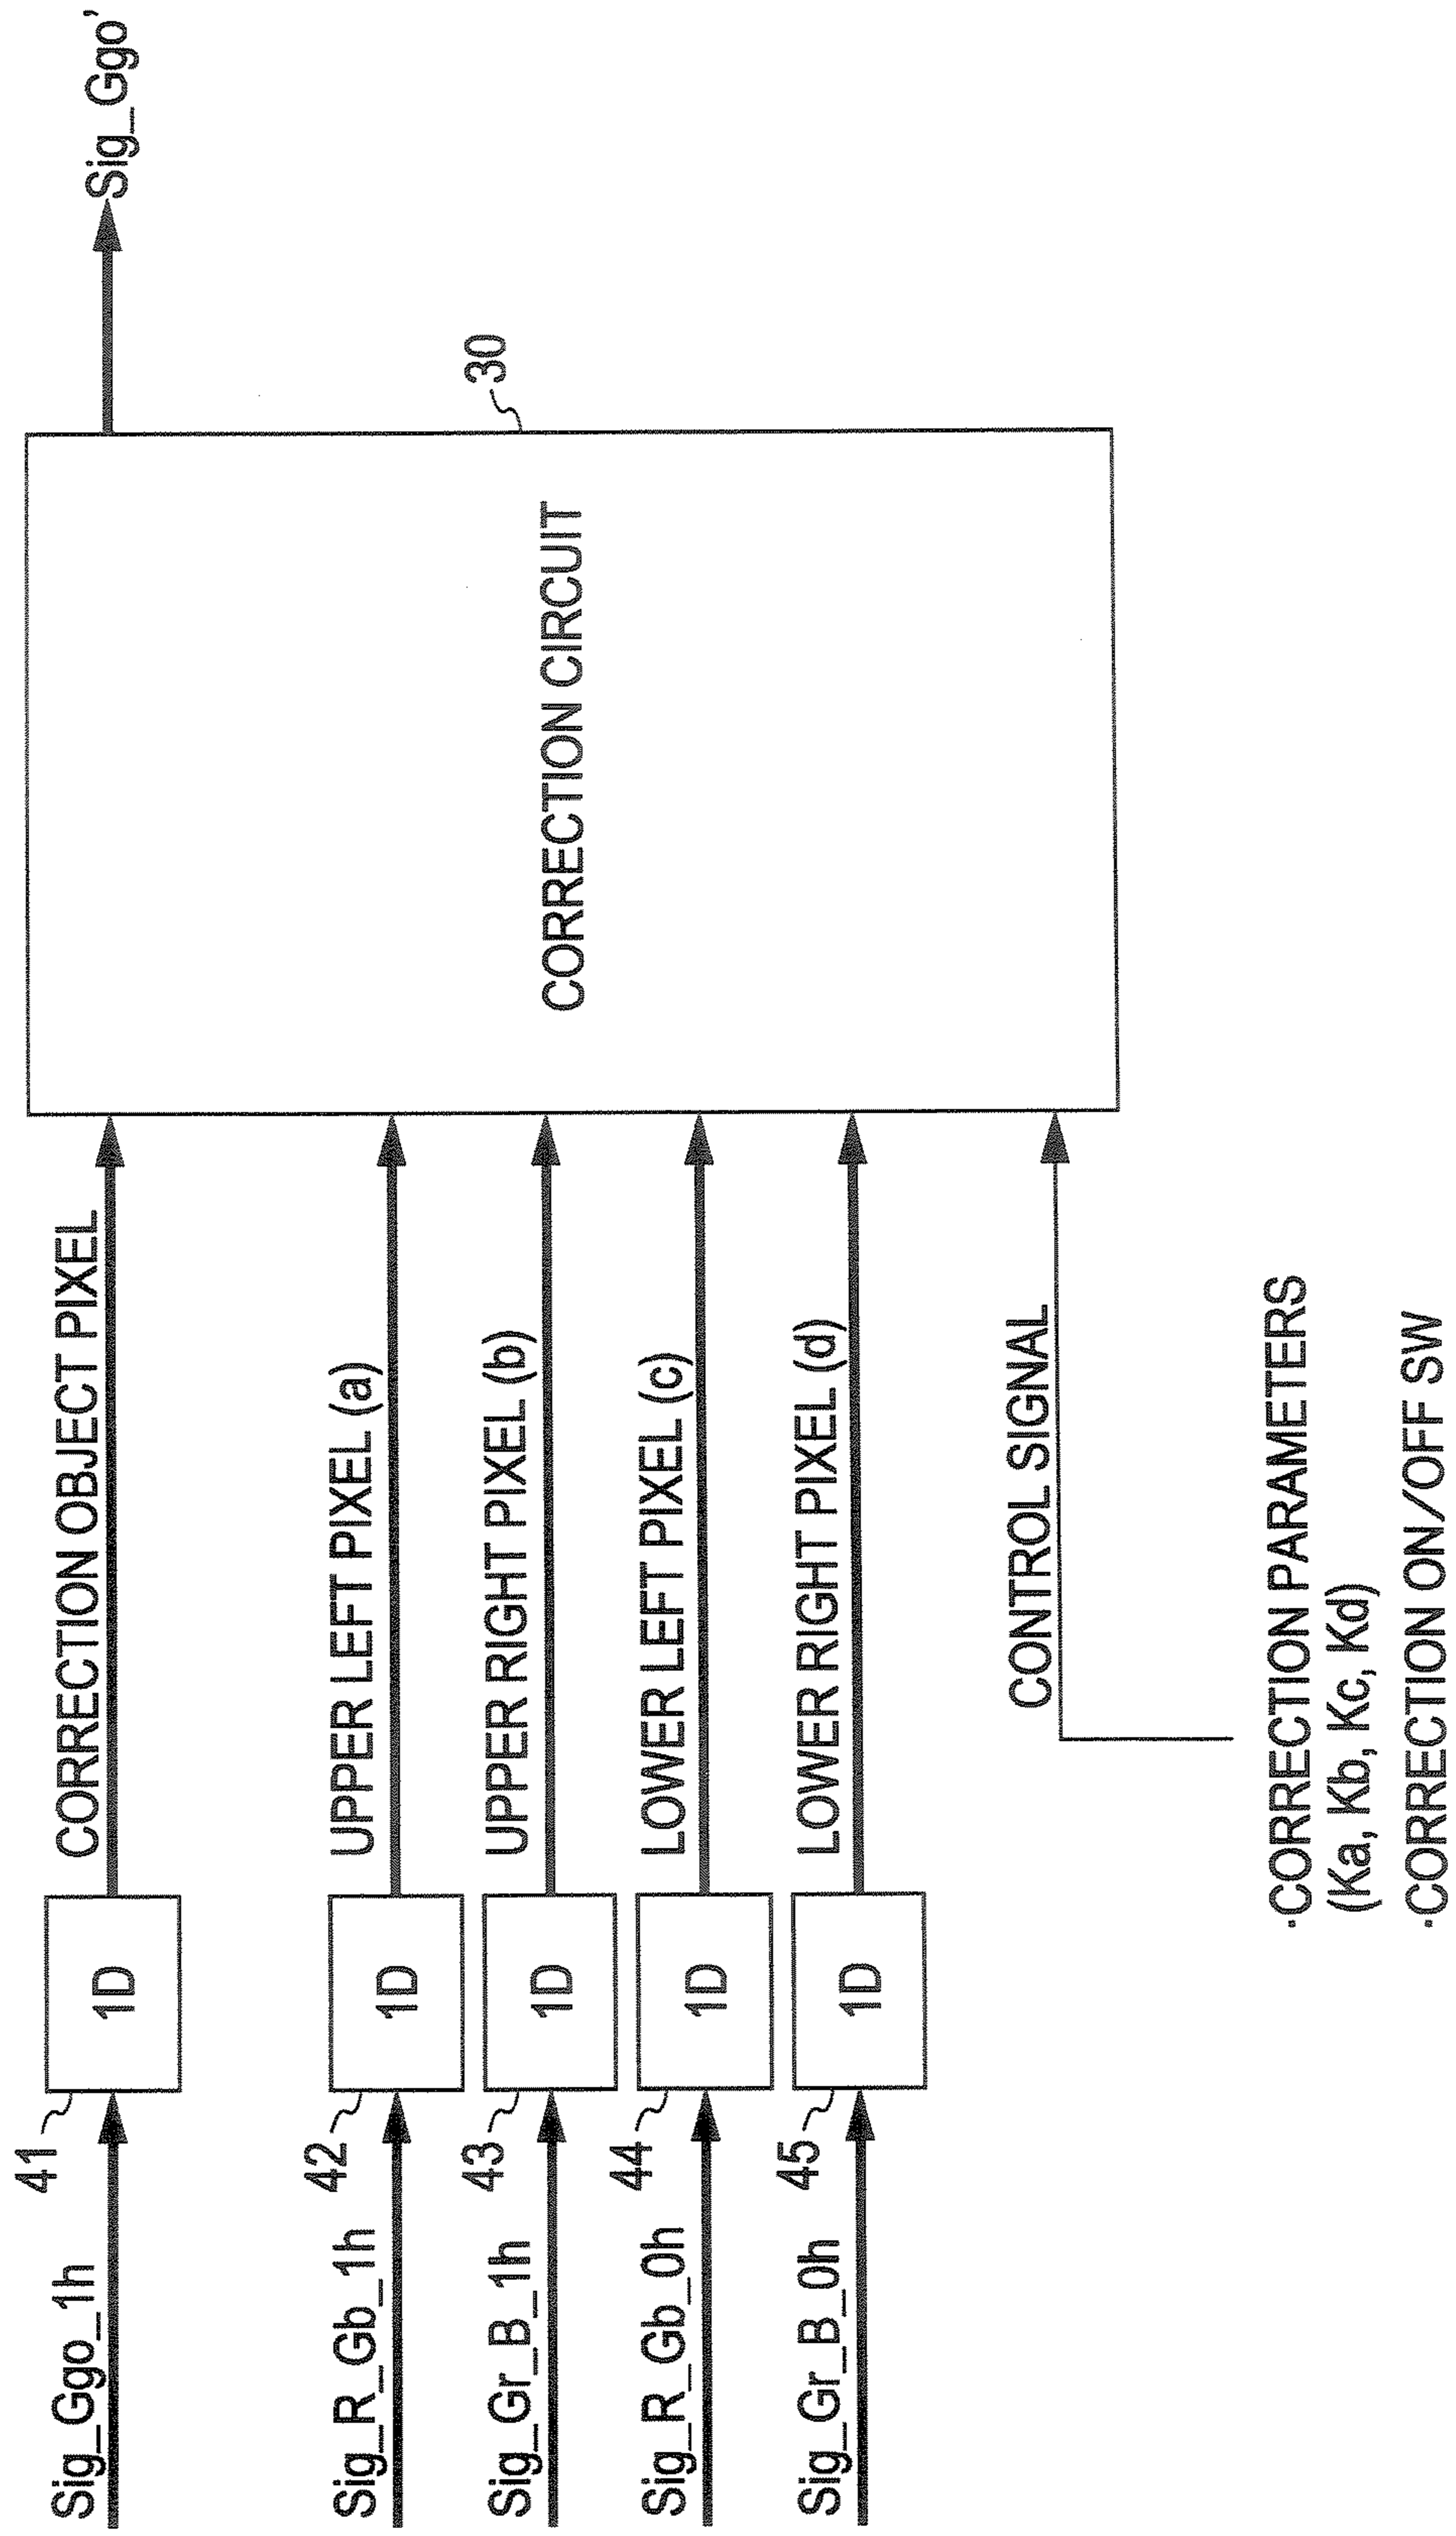 Sig_Ggo_1h
41
1D
CORRECTION OBJECT PIXEL
Sig_Ggo’
30
CORRECTION CIRCUIT
Sig_R_Gb_1h
42
1D
UPPER LEFT PIXEL (a)
Sig_Gr_B_1h
43
1D
UPPER RIGHT PIXEL (b)
Sig_R_Gb_0h
44
1D
LOWER LEFT PIXEL (c)
Sig_Gr_B_0h
45
1D
LOWER RIGHT PIXEL (d)
CONTROL SIGNAL
·CORRECTION PARAMETERS
(Ka, Kb, Kc, Kd)
·CORRECTION ON/OFF SW